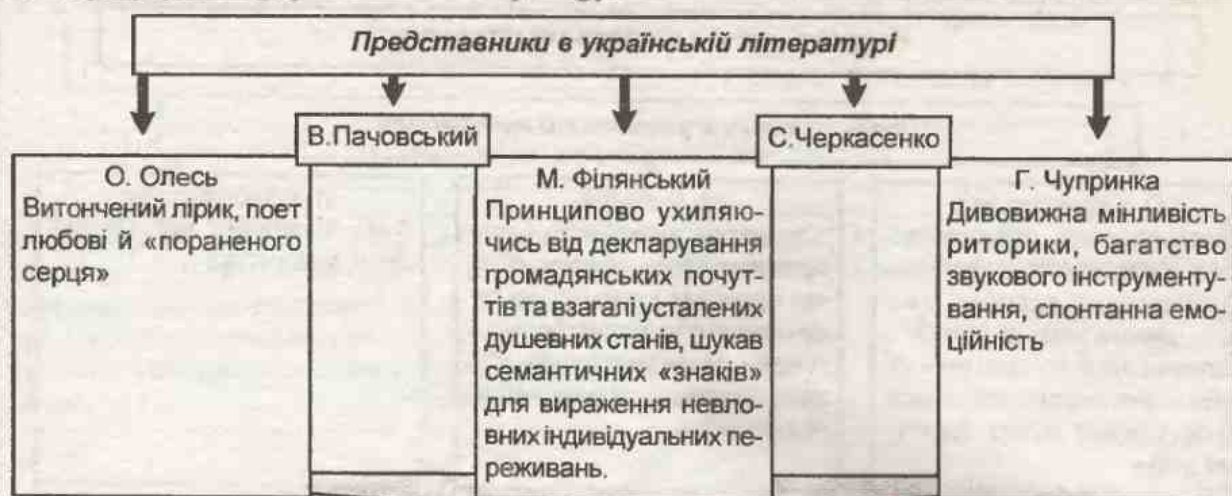 Представники в українській літературі
В.Пачовський
С.Черкасенко
О. Олесь
Витончений лірик, поет
любові й «пораненого
серця»
М. Філянський
Принципово ухиляю-
чись від декларування
громадянських почут-
тів та взагалі усталених
душевних станів, шукав
семантичних «знаків»
для вираження невло-
вних індивідуальних пе-
реживань.
Г. Чупринка
Дивовижна мінливість
риторики, багатство
звукового інструменту-
вання, спонтанна емо-
ційність